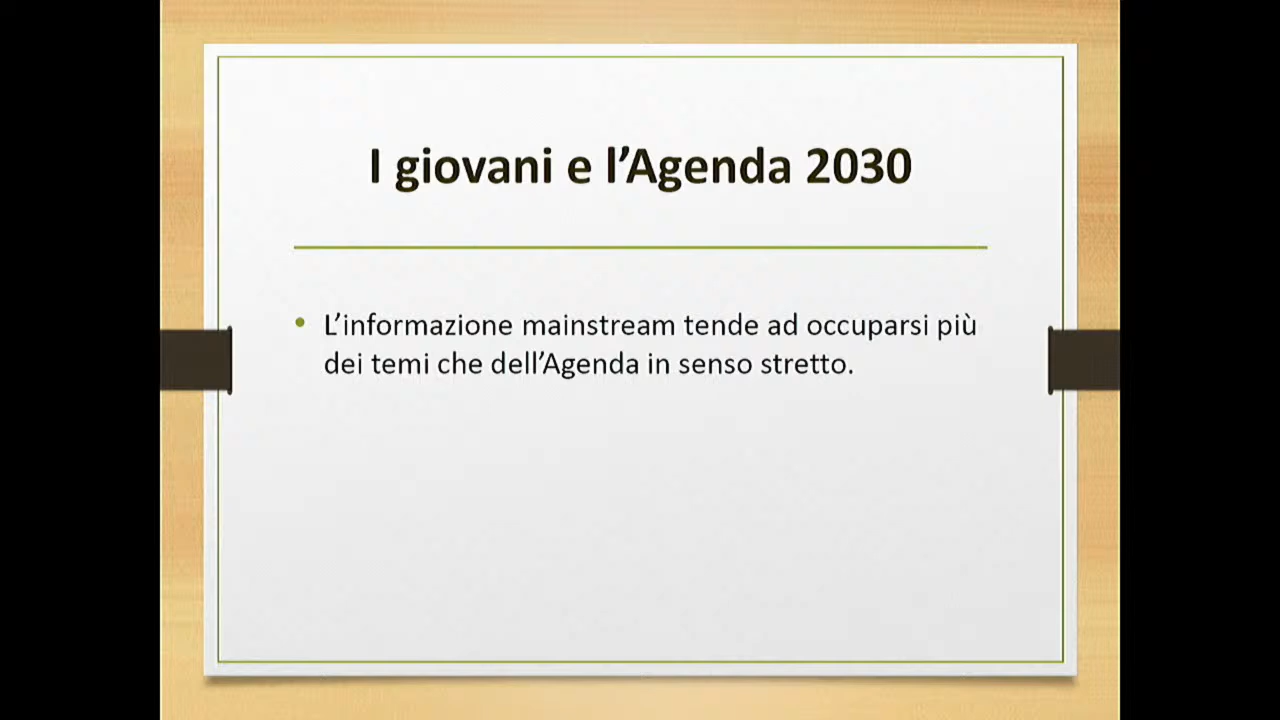 I giovani e l’Agenda 2030
• L’informazione mainstream tende ad occuparsi più
dei temi che dell’Agenda in senso stretto.